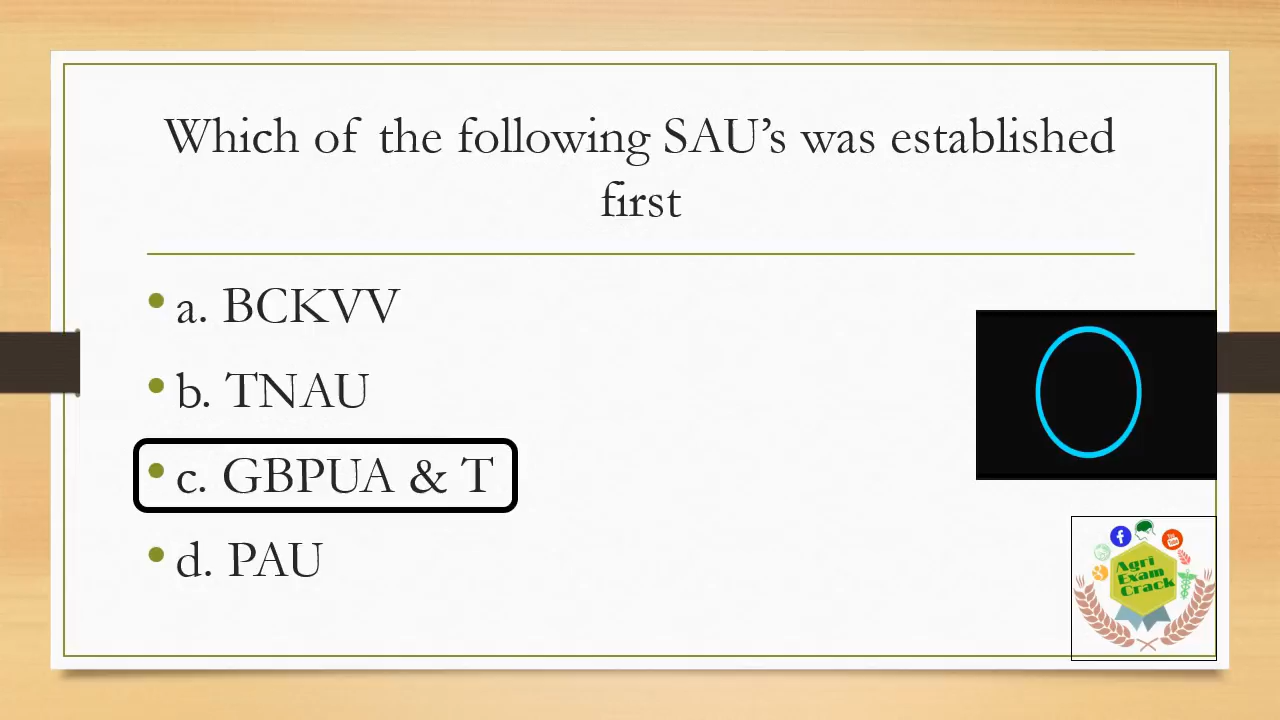 Which of the following SAU’s was established
first
• a. BCKVV
• b. TNAU
• c. GBPUA & T
• d. PAU
Agri
Exam
Crack